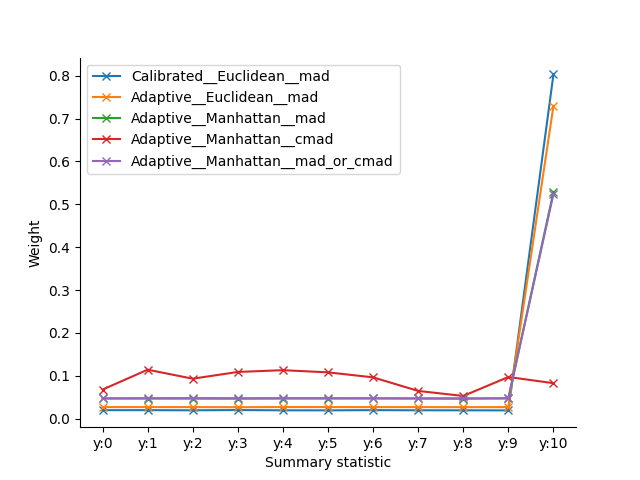 Calibrated__Euclidean__mad
Adaptive__Euclidean__mad
Adaptive__Manhattan__mad
Adaptive__Manhattan__cmad
Adaptive__Manhattan__mad_or_cmad
0.8
0.7
0.6
0.5
0.4
0.3
0.2
0.1
0.0
Weight
y:0 y:1 y:2 y:3 y:4 y:5 y:6 y:7 y:8 y:9 y:10
Summary statistic